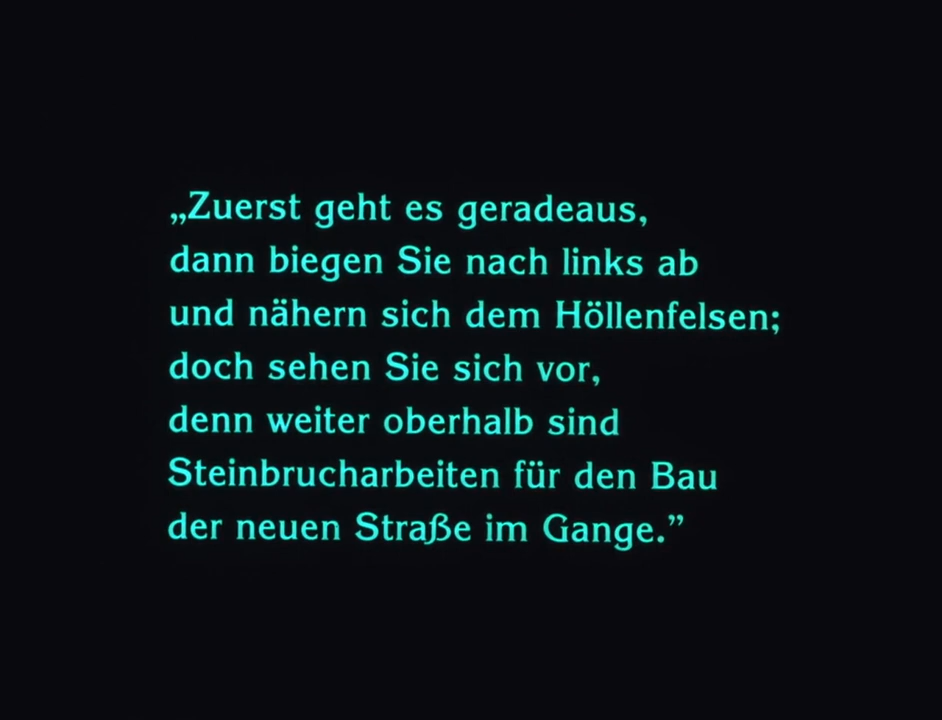 „Zuerst geht es geradeaus,
dann biegen Sie nach links ab
und nähern sich dem Höllenfelsen;
doch sehen Sie sich vor,
denn weiter oberhalb sind
Steinbrucharbeiten für den Bau
der neuen Straße im Gange.”